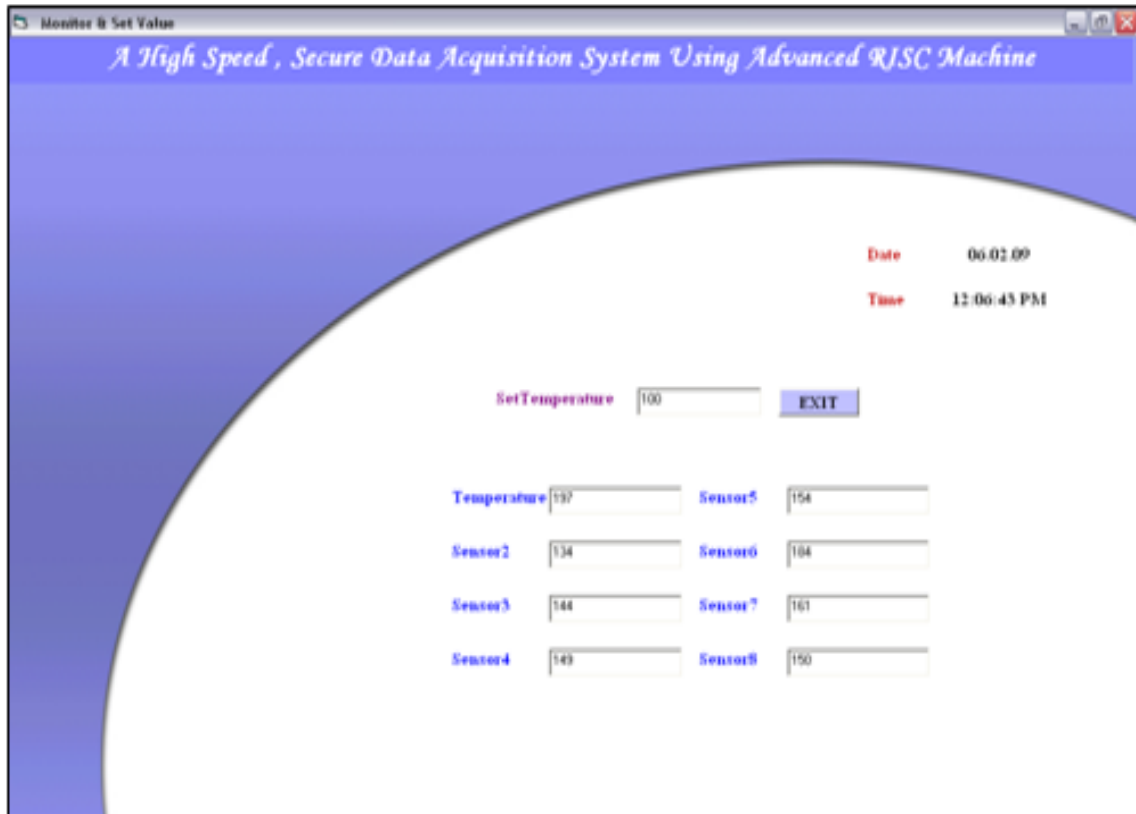 Monitor & Set Value
A High Speed , Secure Data Acquisition System Using Advanced RISC Machine
Date 06.02.09
Time 12:06:43 PM
SetTemperature 100 EXIT
Temperature 197 Sensor5 154
Sensor2 134 Sensor6 184
Sensor3 144 Sensor7 161
Sensor4 149 Sensor8 150